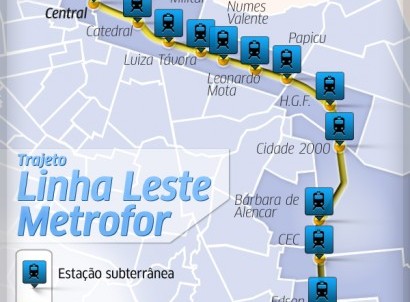 Militar
Central
Numes
Valente
Catedral
Papicu
Luiza Távora
Leonardo
Mota
H.G.F.
Cidade 2000
Trajeto
Linha Leste
Metrofor
Bárbara de
Alencar
CEC
Estação subterrânea
Edson